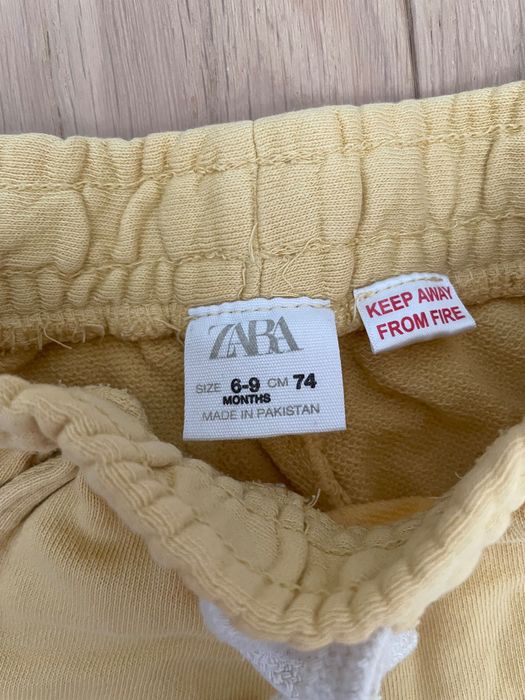 ZARA
SIZE 6-9 CM 74
MONTHS
MADE IN PAKISTAN
KEEP AWAY
FROM FIRE